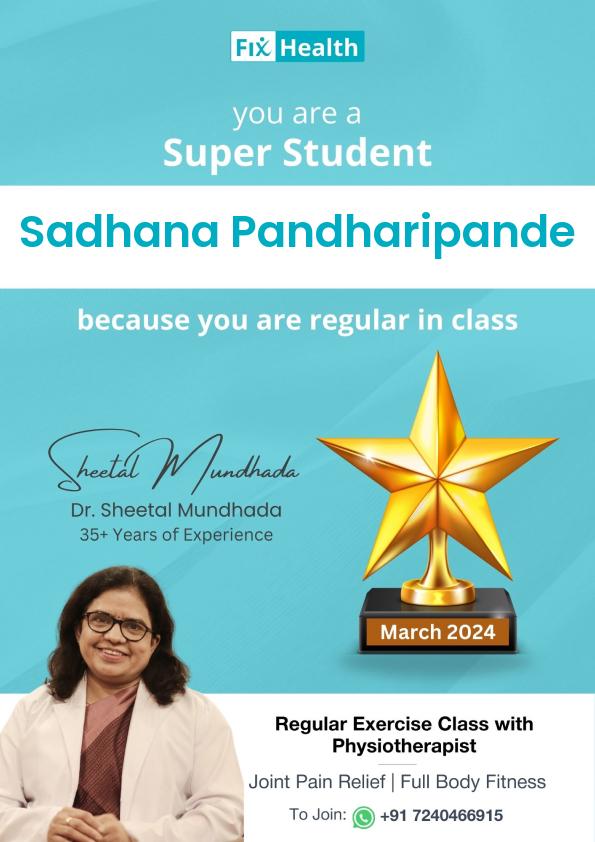 Fix Health
you are a
Super Student
Sadhana Pandharipande
because you are regular in class
Sheetal Mundhada
Dr. Sheetal Mundhada
35+ Years of Experience
March 2024
Regular Exercise Class with
Physiotherapist
Joint Pain Relief | Full Body Fitness
To Join: +91 7240466915